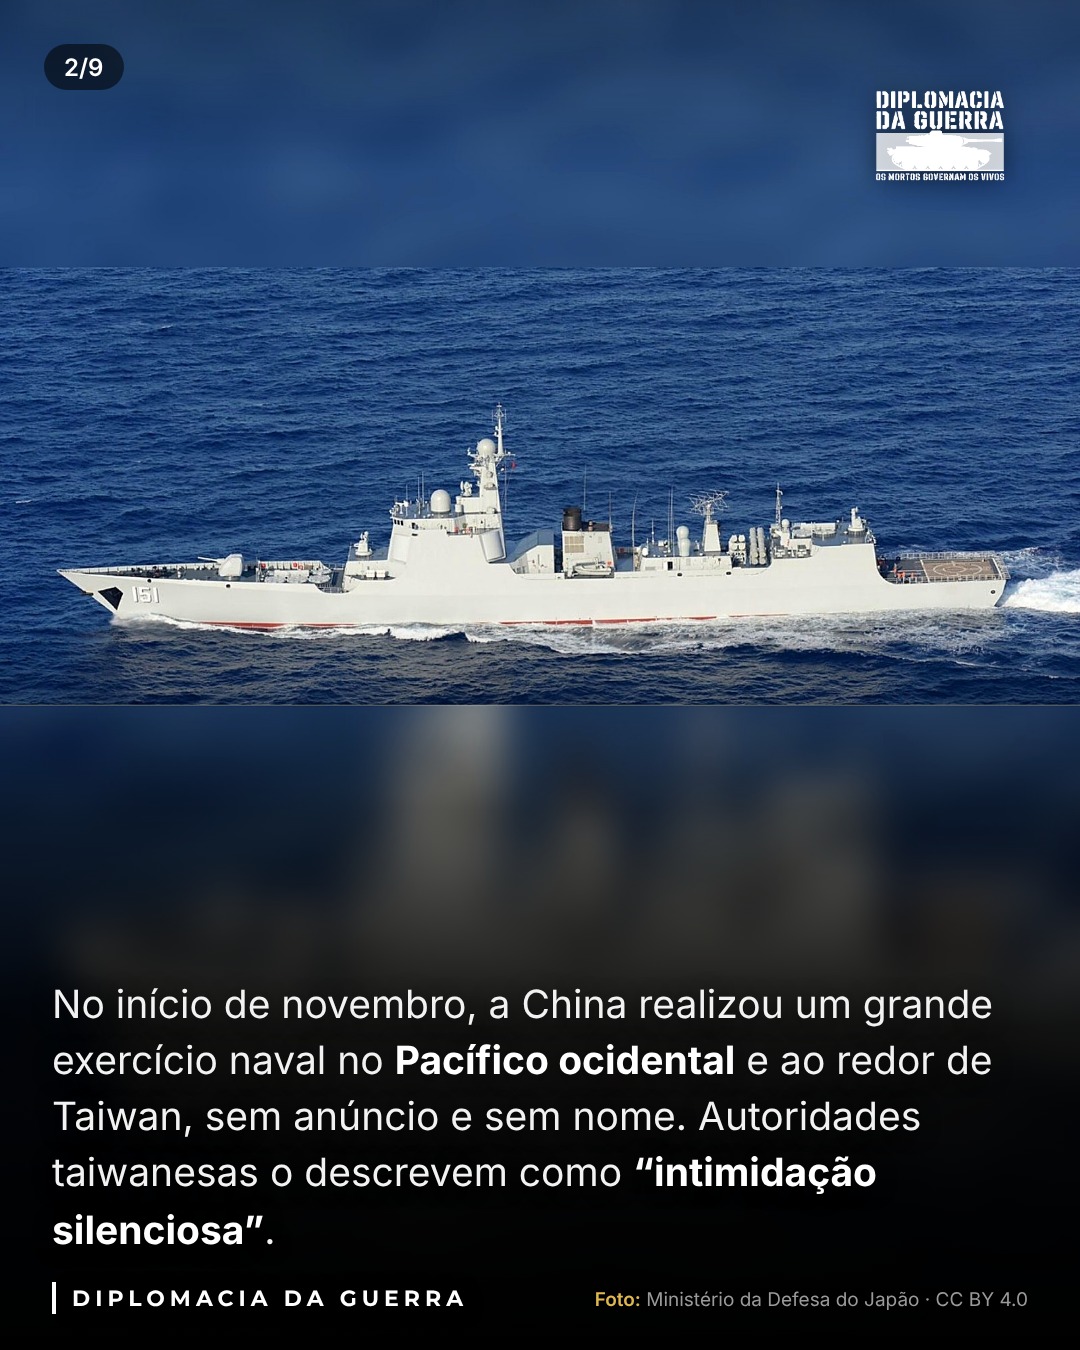 2/9
DIPLOMACIA
DA GUERRA
OS MORTOS GOVERNAM OS VIVOS
151
No início de novembro, a China realizou um grande
exercício naval no Pacífico ocidental e ao redor de
Taiwan, sem anúncio e sem nome. Autoridades
taiwanesas o descrevem como “intimidação
silenciosa”.
DIPLOMACIA DA GUERRA
Foto: Ministério da Defesa do Japão · CC BY 4.0